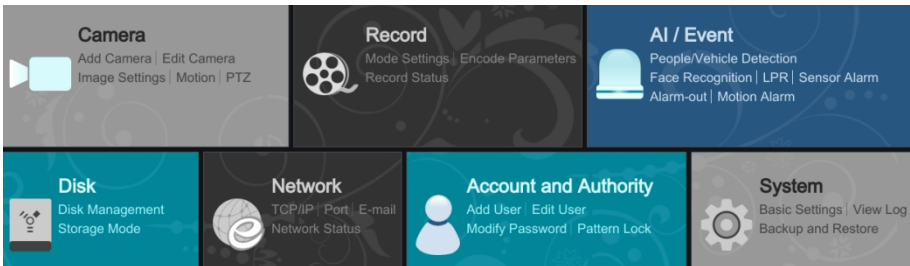 Camera
Add Camera | Edit Camera
Image Settings | Motion | PTZ
Record
Mode Settings | Encode Parameters
Record Status
AI / Event
People/Vehicle Detection
Face Recognition | LPR | Sensor Alarm
Alarm-out | Motion Alarm
Disk
Disk Management
Storage Mode
Network
TCP/IP | Port | E-mail
Network Status
Account and Authority
Add User | Edit User
Modify Password | Pattern Lock
System
Basic Settings | View Log
Backup and Restore